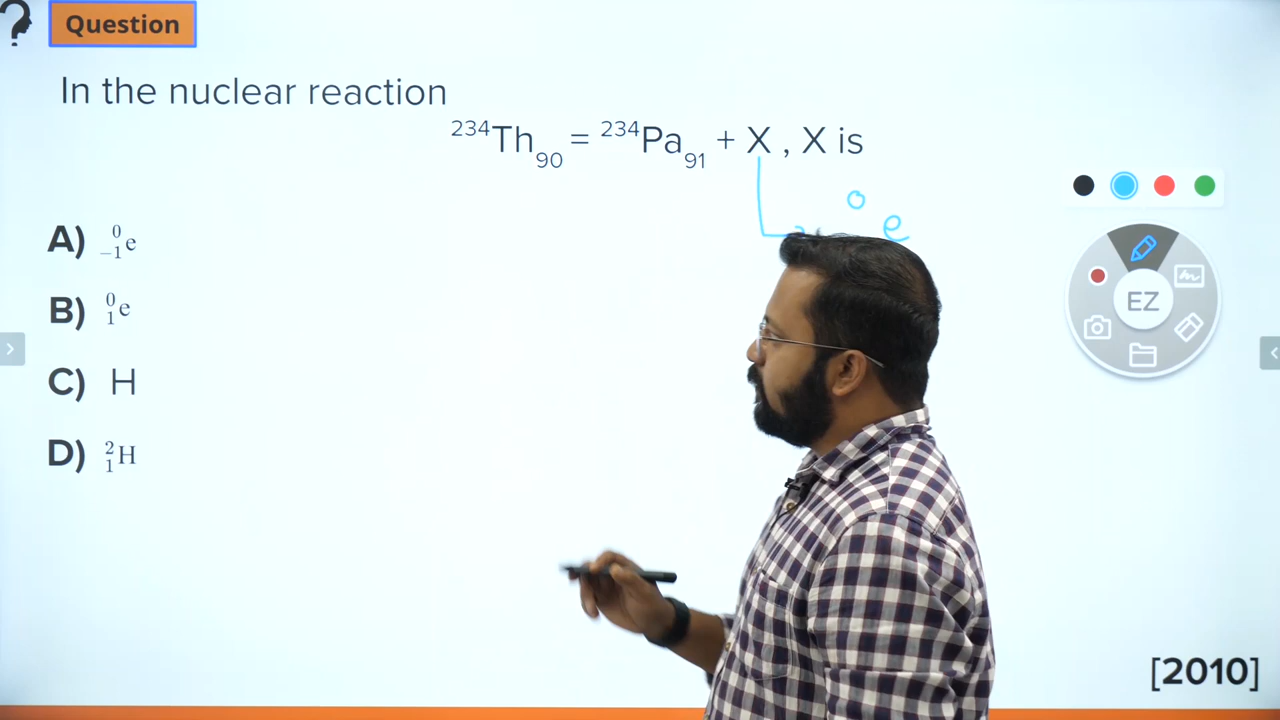 ?
Question
In the nuclear reaction
²³⁴Th₉₀ = ²³⁴Pa₉₁ + X , X is
0 e
A) ⁰₋₁e
B) ⁰₁e
C) H
D) ²₁H
EZ
[2010]